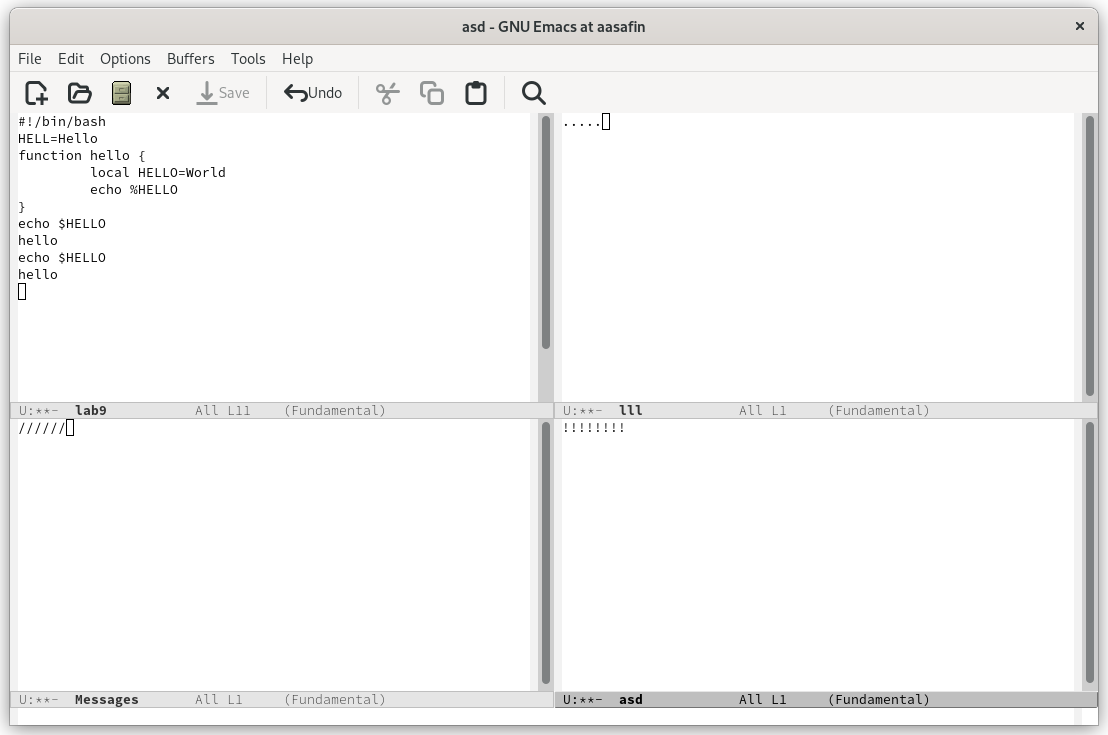 asd - GNU Emacs at aasafin ×
File Edit Options Buffers Tools Help
Save Undo
#!/bin/bash
HELL=Hello
function hello {
         local HELLO=World
         echo %HELLO
}
echo $HELLO
hello
echo $HELLO
hello
U:**-  lab9           All L11    (Fundamental)
.....
U:**-  lll            All L1     (Fundamental)
//////
U:**-  Messages       All L1     (Fundamental)
!!!!!!!!
U:**-  asd            All L1     (Fundamental)